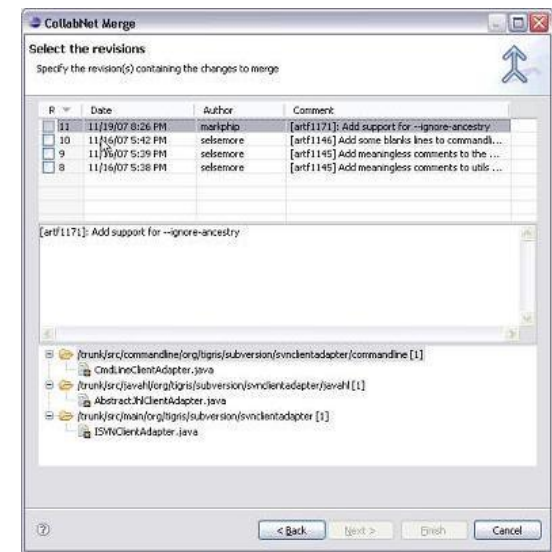 CollabNet Merge
Select the revisions
Specify the revision(s) containing the changes to merge
R Date Author Comment
11 11/19/07 8:26 PM markphip [artf1171]: Add support for --ignore-ancestry
10 11/16/07 5:42 PM selsemore [artf1146] Add some blanks lines to commandli...
9 11/16/07 5:39 PM selsemore [artf1145] Add meaningless comments to the ...
8 11/16/07 5:38 PM selsemore [artf1145] Add meaningless comments to utils ...
[artf1171]: Add support for --ignore-ancestry
/trunk/src/commandline/org/tigris/subversion/svnclientadapter/commandline [1]
CmdLineClientAdapter.java
/trunk/src/javahl/org/tigris/subversion/svnclientadapter/javahl [1]
AbstractJhlClientAdapter.java
/trunk/src/main/org/tigris/subversion/svnclientadapter [1]
ISVNClientAdapter.java
< Back Next > Finish Cancel